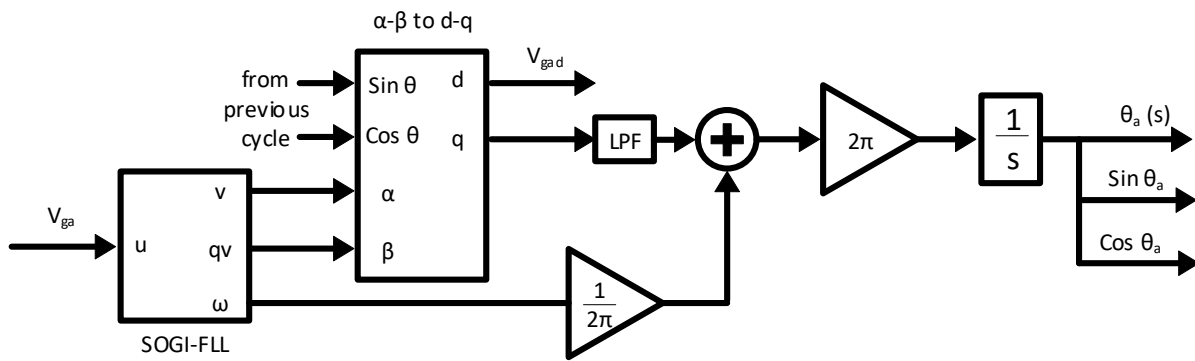 α-β to d-q
V_gad
from
previous
cycle
Sin θ
d
Cos θ
q
LPF
+
2π
1
s
θ_a (s)
Sin θ_a
Cos θ_a
V_ga
u
v
qv
ω
α
β
1
2π
SOGI-FLL